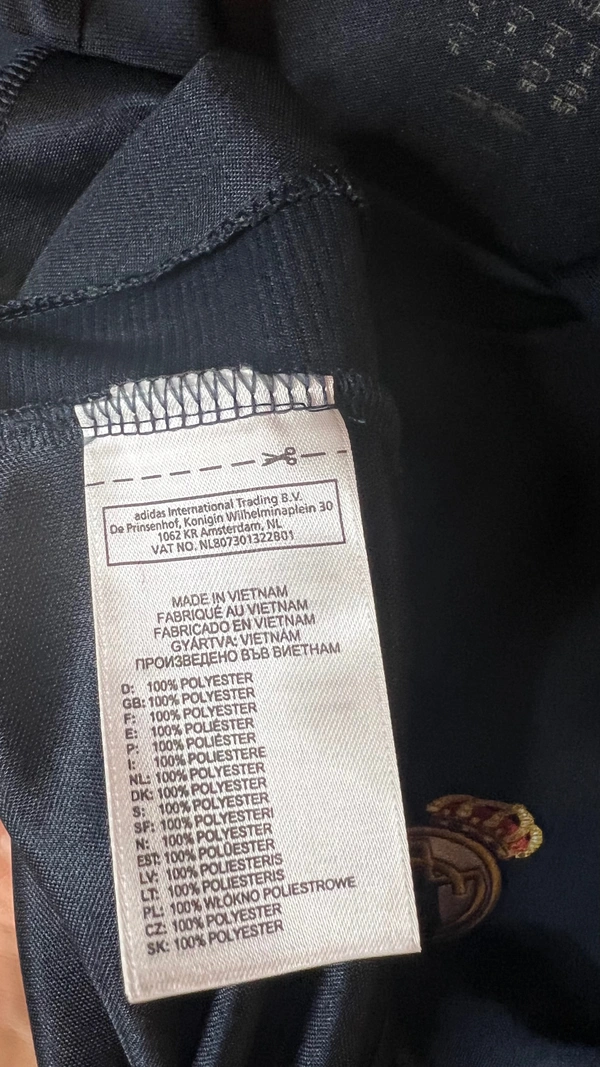 adidas International Trading B.V.
De Prinsenhof, Konigin Wilhelminaplein 30
1062 KR Amsterdam, NL
VAT NO. NL807301322B01
MADE IN VIETNAM
FABRIQUÉ AU VIETNAM
FABRICADO EN VIETNAM
GYÁRTVA: VIETNÁM
ПРОИЗВЕДЕНО ВЪВ ВИЕТНАМ
D: 100% POLYESTER
GB: 100% POLYESTER
F: 100% POLYESTER
E: 100% POLIÉSTER
P: 100% POLIÉSTER
I: 100% POLIESTERE
NL: 100% POLYESTER
DK: 100% POLYESTER
S: 100% POLYESTER
SF: 100% POLYESTERI
N: 100% POLYESTER
EST: 100% POLÜESTER
LV: 100% POLIESTERIS
LT: 100% POLIESTERIS
PL: 100% WŁÓKNO POLIESTROWE
CZ: 100% POLYESTER
SK: 100% POLYESTER